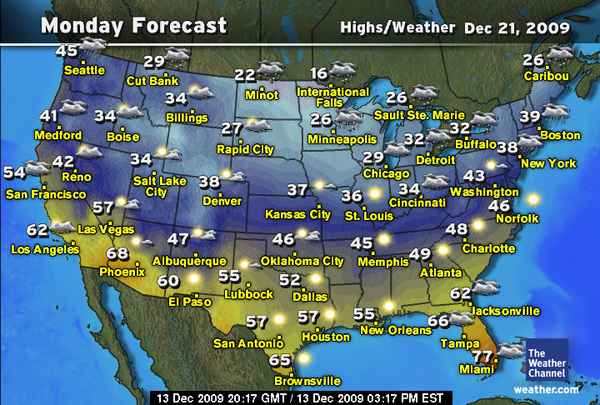 Monday Forecast
Highs/Weather Dec 21, 2009
45
Seattle
29
Cut Bank
22
Minot
16
International
Falls
26
Caribou
41
Medford
34
Boise
34
Billings
27
Rapid City
26
Minneapolis
26
Sault Ste. Marie
32
Detroit
32
Buffalo
39
Boston
54
San Francisco
42
Reno
34
Salt Lake
City
38
Denver
37
Kansas City
36
St. Louis
29
Chicago
34
Cincinnati
43
Washington
38
New York
62
Los Angeles
57
Las Vegas
68
Phoenix
47
Albuquerque
46
Oklahoma City
45
Memphis
49
Atlanta
48
Charlotte
46
Norfolk
60
El Paso
55
Lubbock
52
Dallas
57
San Antonio
57
Houston
55
New Orleans
62
Jacksonville
66
Tampa
65
Brownsville
77
Miami
The
Weather
Channel
weather.com
13 Dec 2009 20:17 GMT / 13 Dec 2009 03:17 PM EST